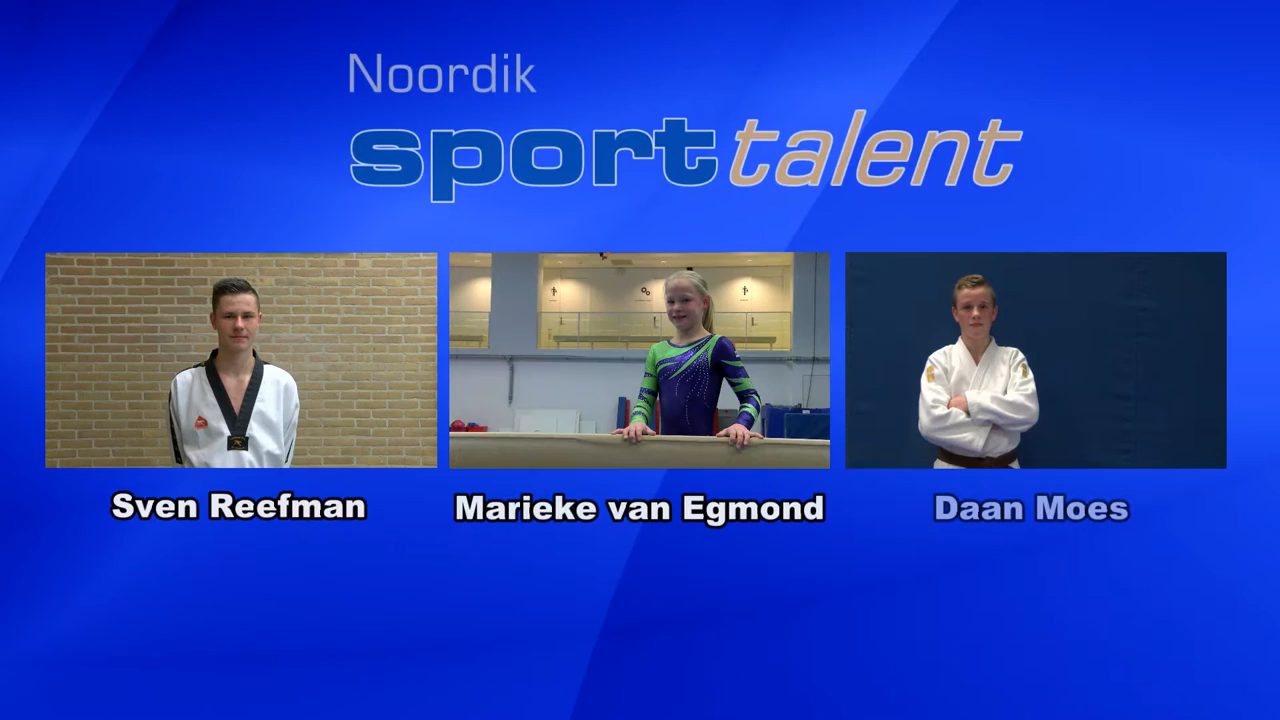 Noordik
sporttalent
Sven Reefman
Marieke van Egmond
Daan Moes